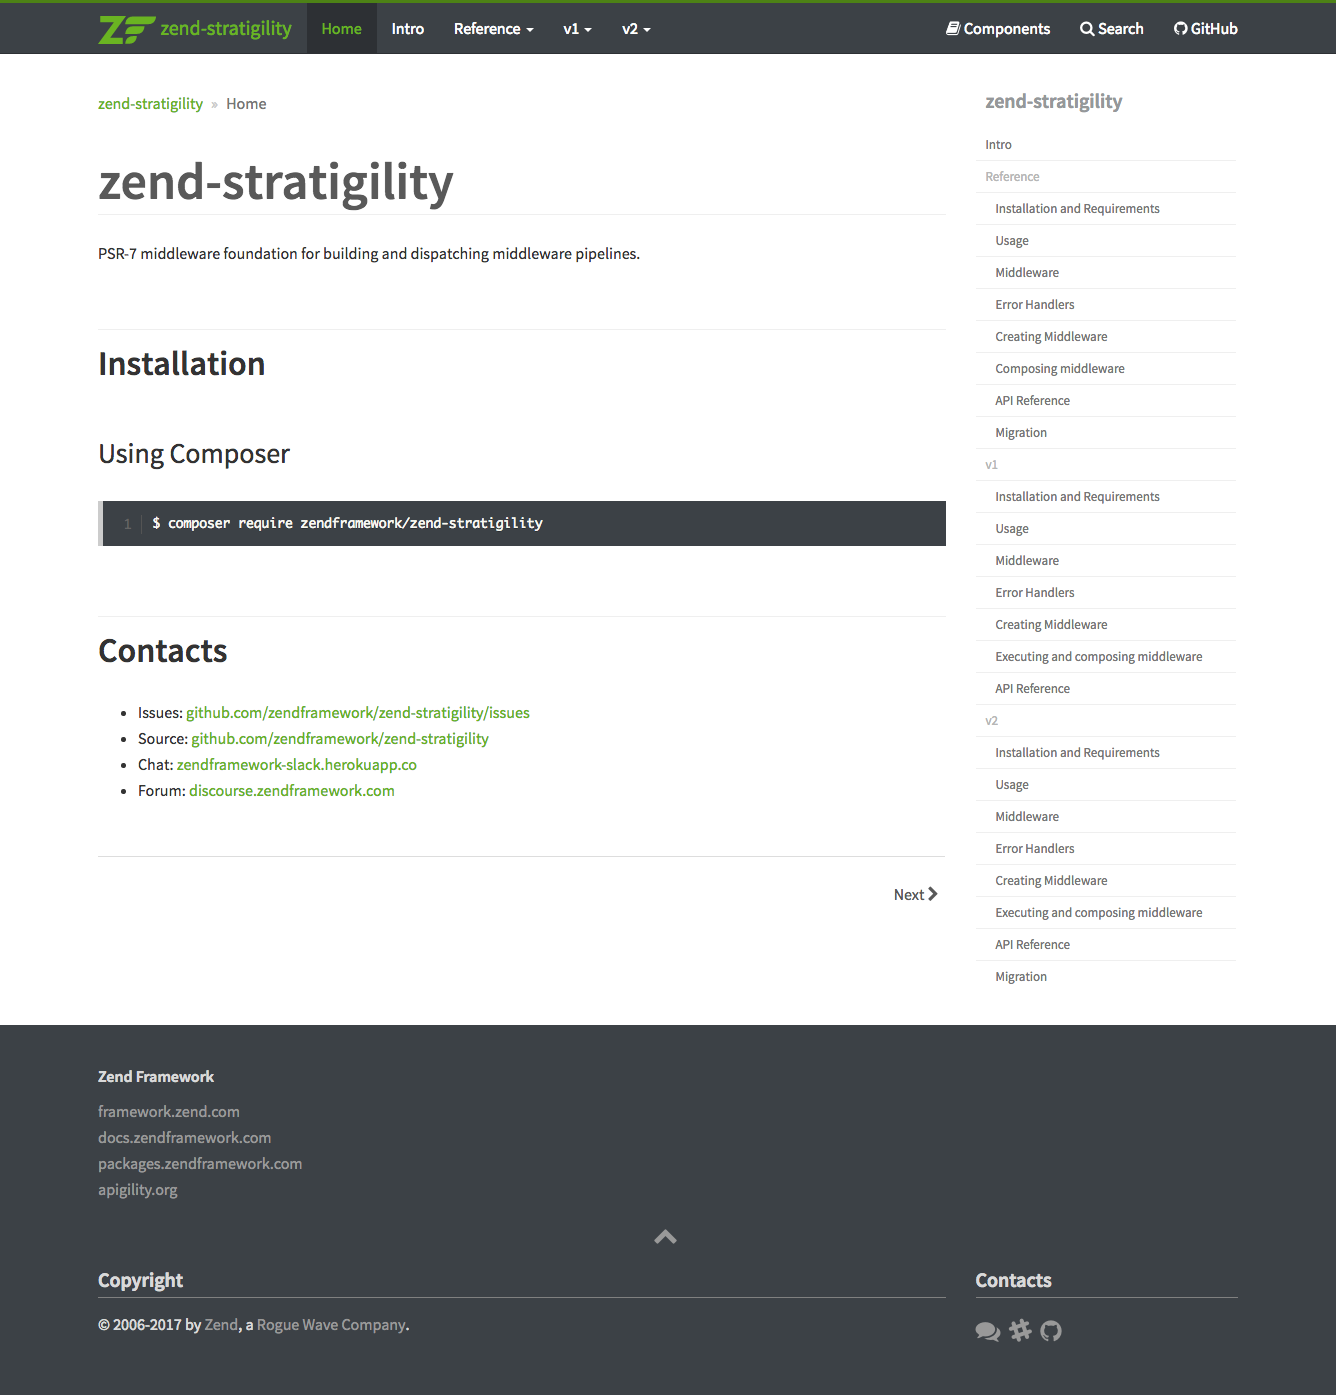 ZF zend-stratigility Home Intro Reference v1 v2 Components Search GitHub
zend-stratigility » Home
zend-stratigility
PSR-7 middleware foundation for building and dispatching middleware pipelines.
Installation
Using Composer
1 $ composer require zendframework/zend-stratigility
Contacts
• Issues: github.com/zendframework/zend-stratigility/issues
• Source: github.com/zendframework/zend-stratigility
• Chat: zendframework-slack.herokuapp.co
• Forum: discourse.zendframework.com
Next
zend-stratigility
Intro
Reference
Installation and Requirements
Usage
Middleware
Error Handlers
Creating Middleware
Composing middleware
API Reference
Migration
v1
Installation and Requirements
Usage
Middleware
Error Handlers
Creating Middleware
Executing and composing middleware
API Reference
v2
Installation and Requirements
Usage
Middleware
Error Handlers
Creating Middleware
Executing and composing middleware
API Reference
Migration
Zend Framework
framework.zend.com
docs.zendframework.com
packages.zendframework.com
apigility.org
Copyright
© 2006-2017 by Zend, a Rogue Wave Company.
Contacts